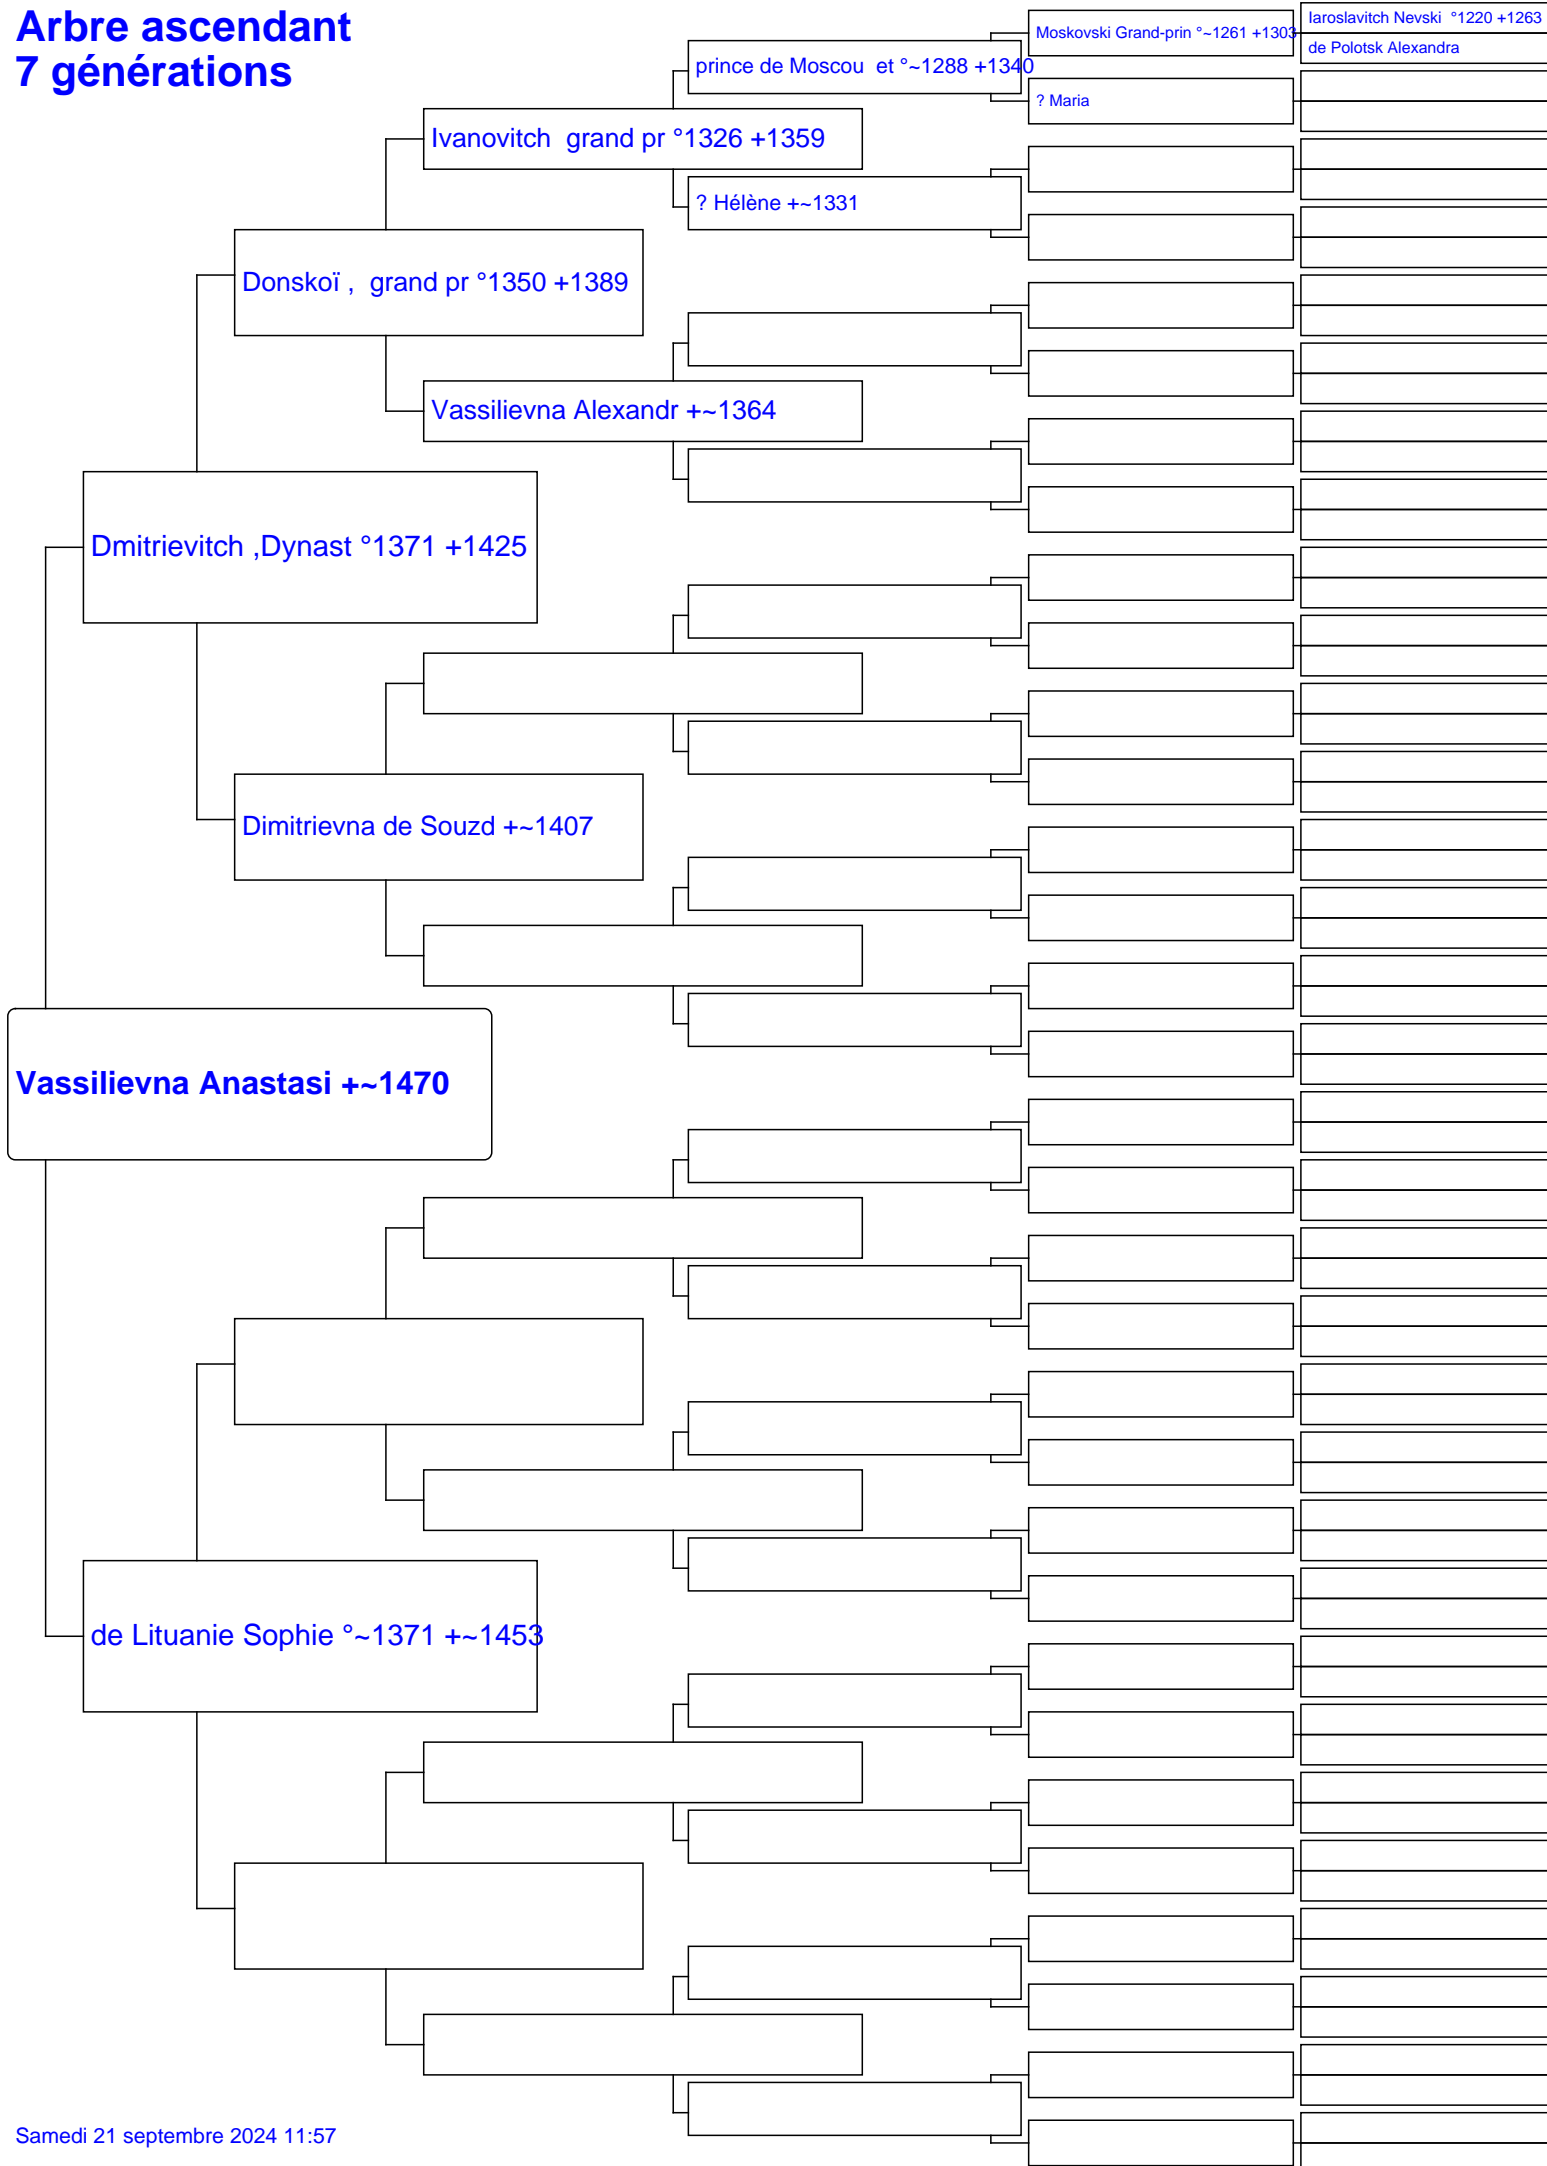 Arbre ascendant
7 générations
Iaroslavitch Nevski  °1220 +1263
Moskovski Grand-prin °~1261 +1303
de Polotsk Alexandra
prince de Moscou  et °~1288 +1340
? Maria
Ivanovitch  grand pr °1326 +1359
? Hélène +~1331
Donskoï ,  grand pr °1350 +1389
Vassilievna Alexandr +~1364
Dmitrievitch ,Dynast °1371 +1425
Dimitrievna de Souzd +~1407
Vassilievna Anastasi +~1470
de Lituanie Sophie °~1371 +~1453
Samedi 21 septembre 2024 11:57